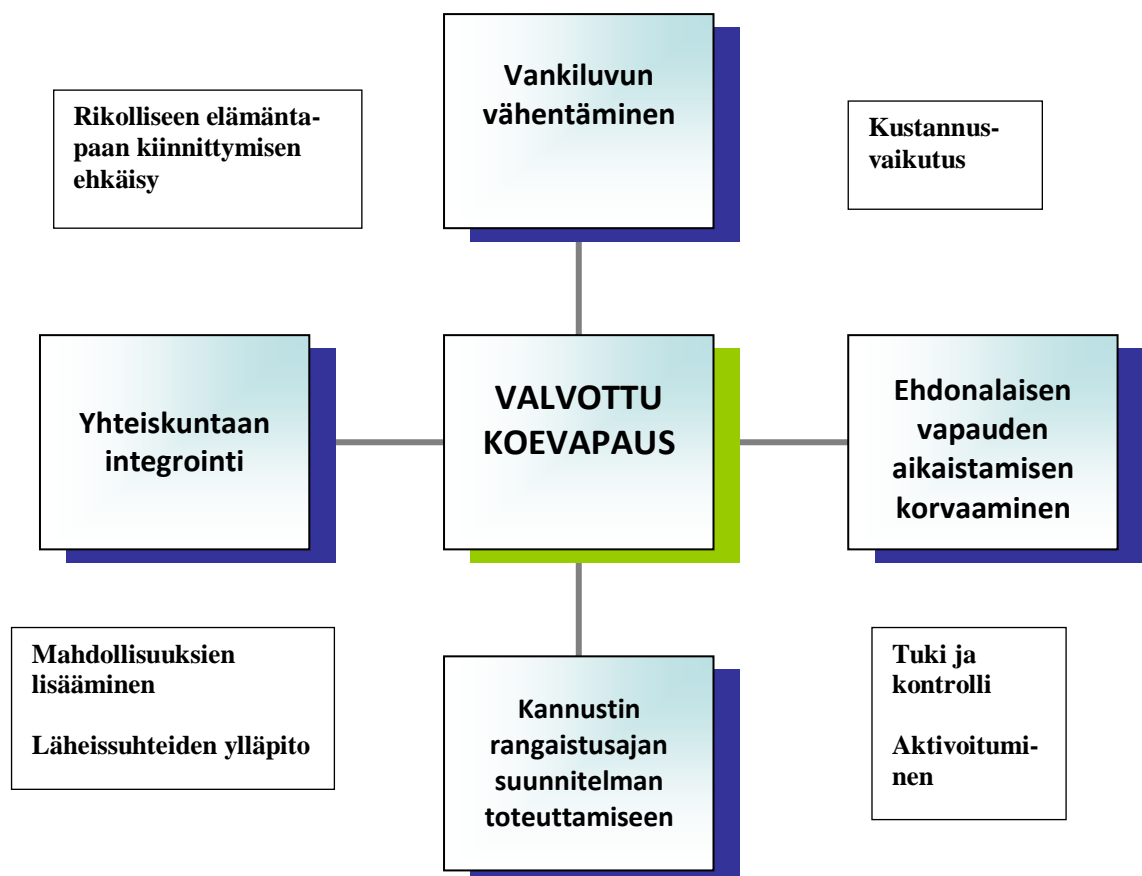 Vankiluvun
vähentäminen
Rikolliseen elämänta-
paan kiinnittymisen
ehkäisy
Kustannus-
vaikutus
Yhteiskuntaan
integrointi
VALVOTTU
KOEVAPAUS
Ehdonalaisen
vapauden
aikaistamisen
korvaaminen
Mahdollisuuksien
lisääminen
Läheissuhteiden ylläpito
Kannustin
rangaistusajan
suunnitelman
toteuttamiseen
Tuki ja
kontrolli
Aktivoitumi-
nen